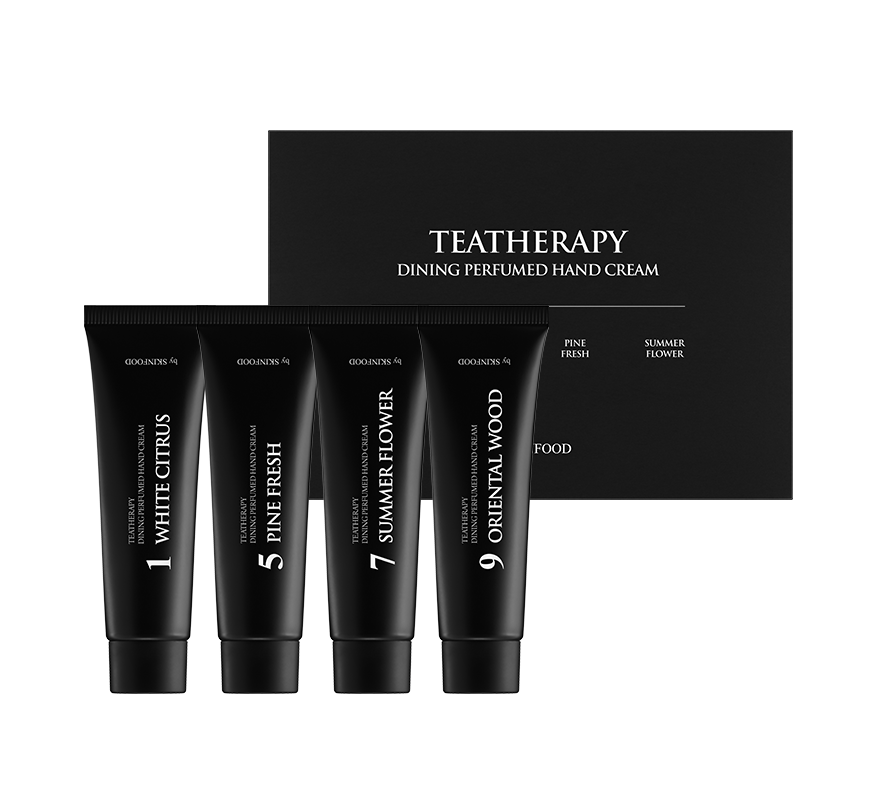 TEATHERAPY
DINING PERFUMED HAND CREAM
PINE
FRESH
SUMMER
FLOWER
FOOD
by SKINFOOD
TEATHERAPY
DINING PERFUMED HAND CREAM
1 WHITE CITRUS
by SKINFOOD
TEATHERAPY
DINING PERFUMED HAND CREAM
5 PINE FRESH
by SKINFOOD
TEATHERAPY
DINING PERFUMED HAND CREAM
7 SUMMER FLOWER
by SKINFOOD
TEATHERAPY
DINING PERFUMED HAND CREAM
9 ORIENTAL WOOD